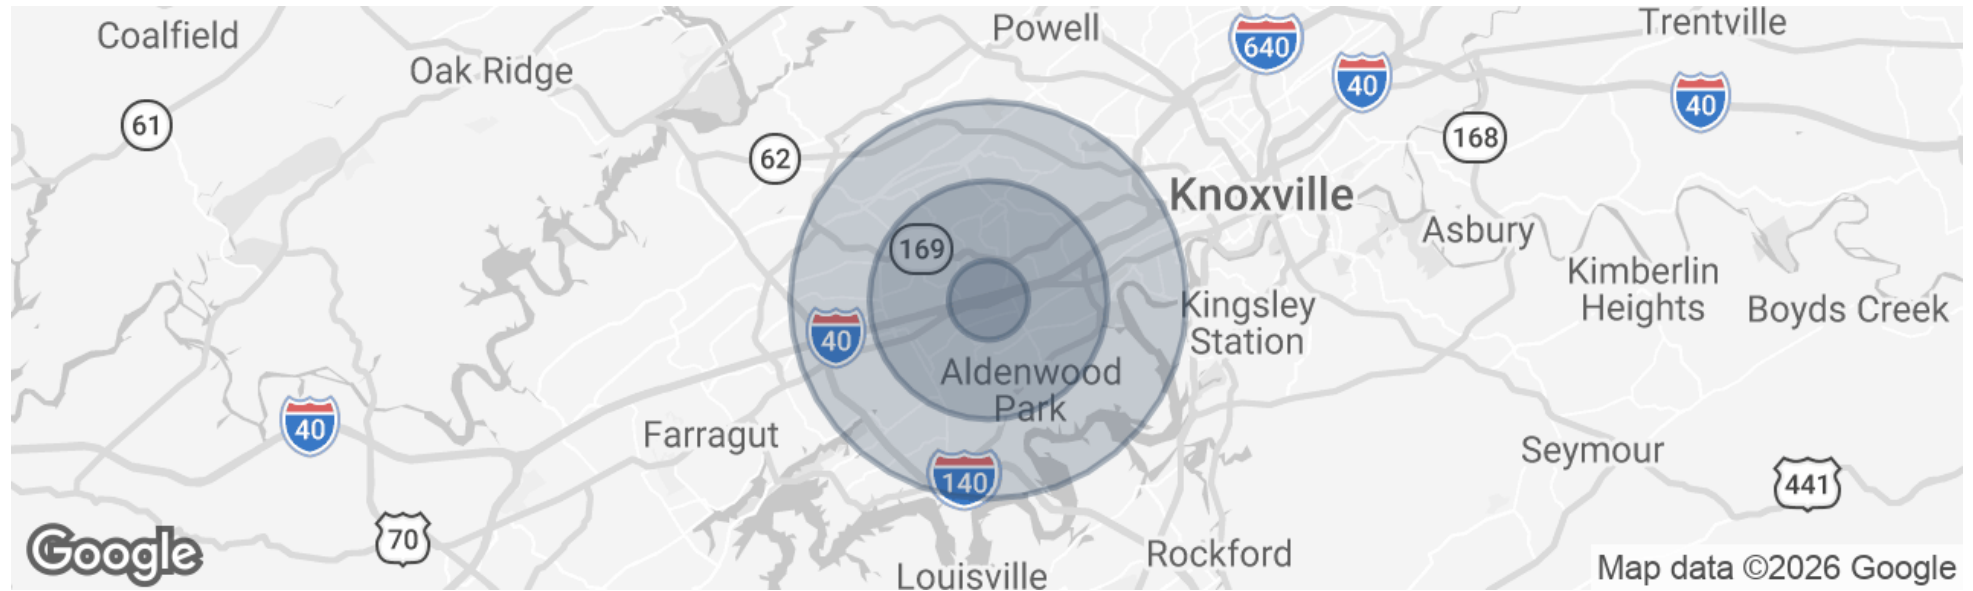 Coalfield
Powell
Trentville
640
Oak Ridge
40
40
61
168
62
Knoxville
Asbury
169
Kimberlin
Heights
Kingsley
Station
Boyds Creek
40
Aldenwood
Park
40
Farragut
Seymour
140
441
70
Google
Rockford
Map data ©2026 Google
Louisville